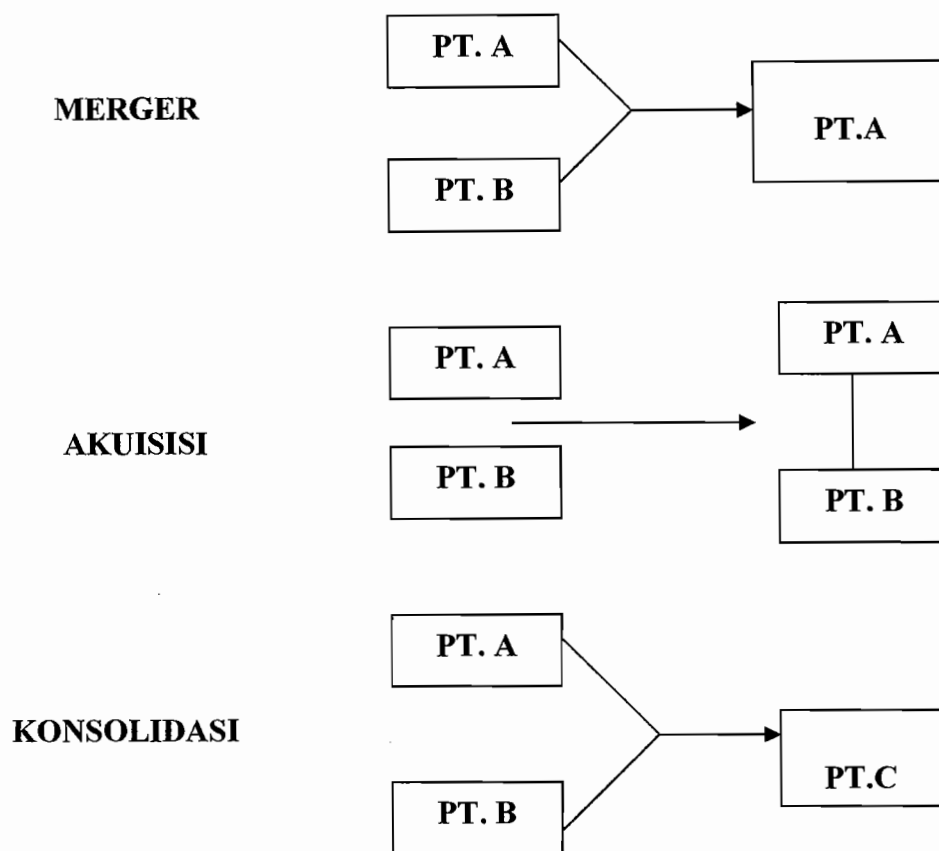 PT. A
MERGER
PT.A
PT. B
PT. A
PT. A
AKUISISI
PT. B
PT. B
PT. A
KONSOLIDASI
PT.C
PT. B